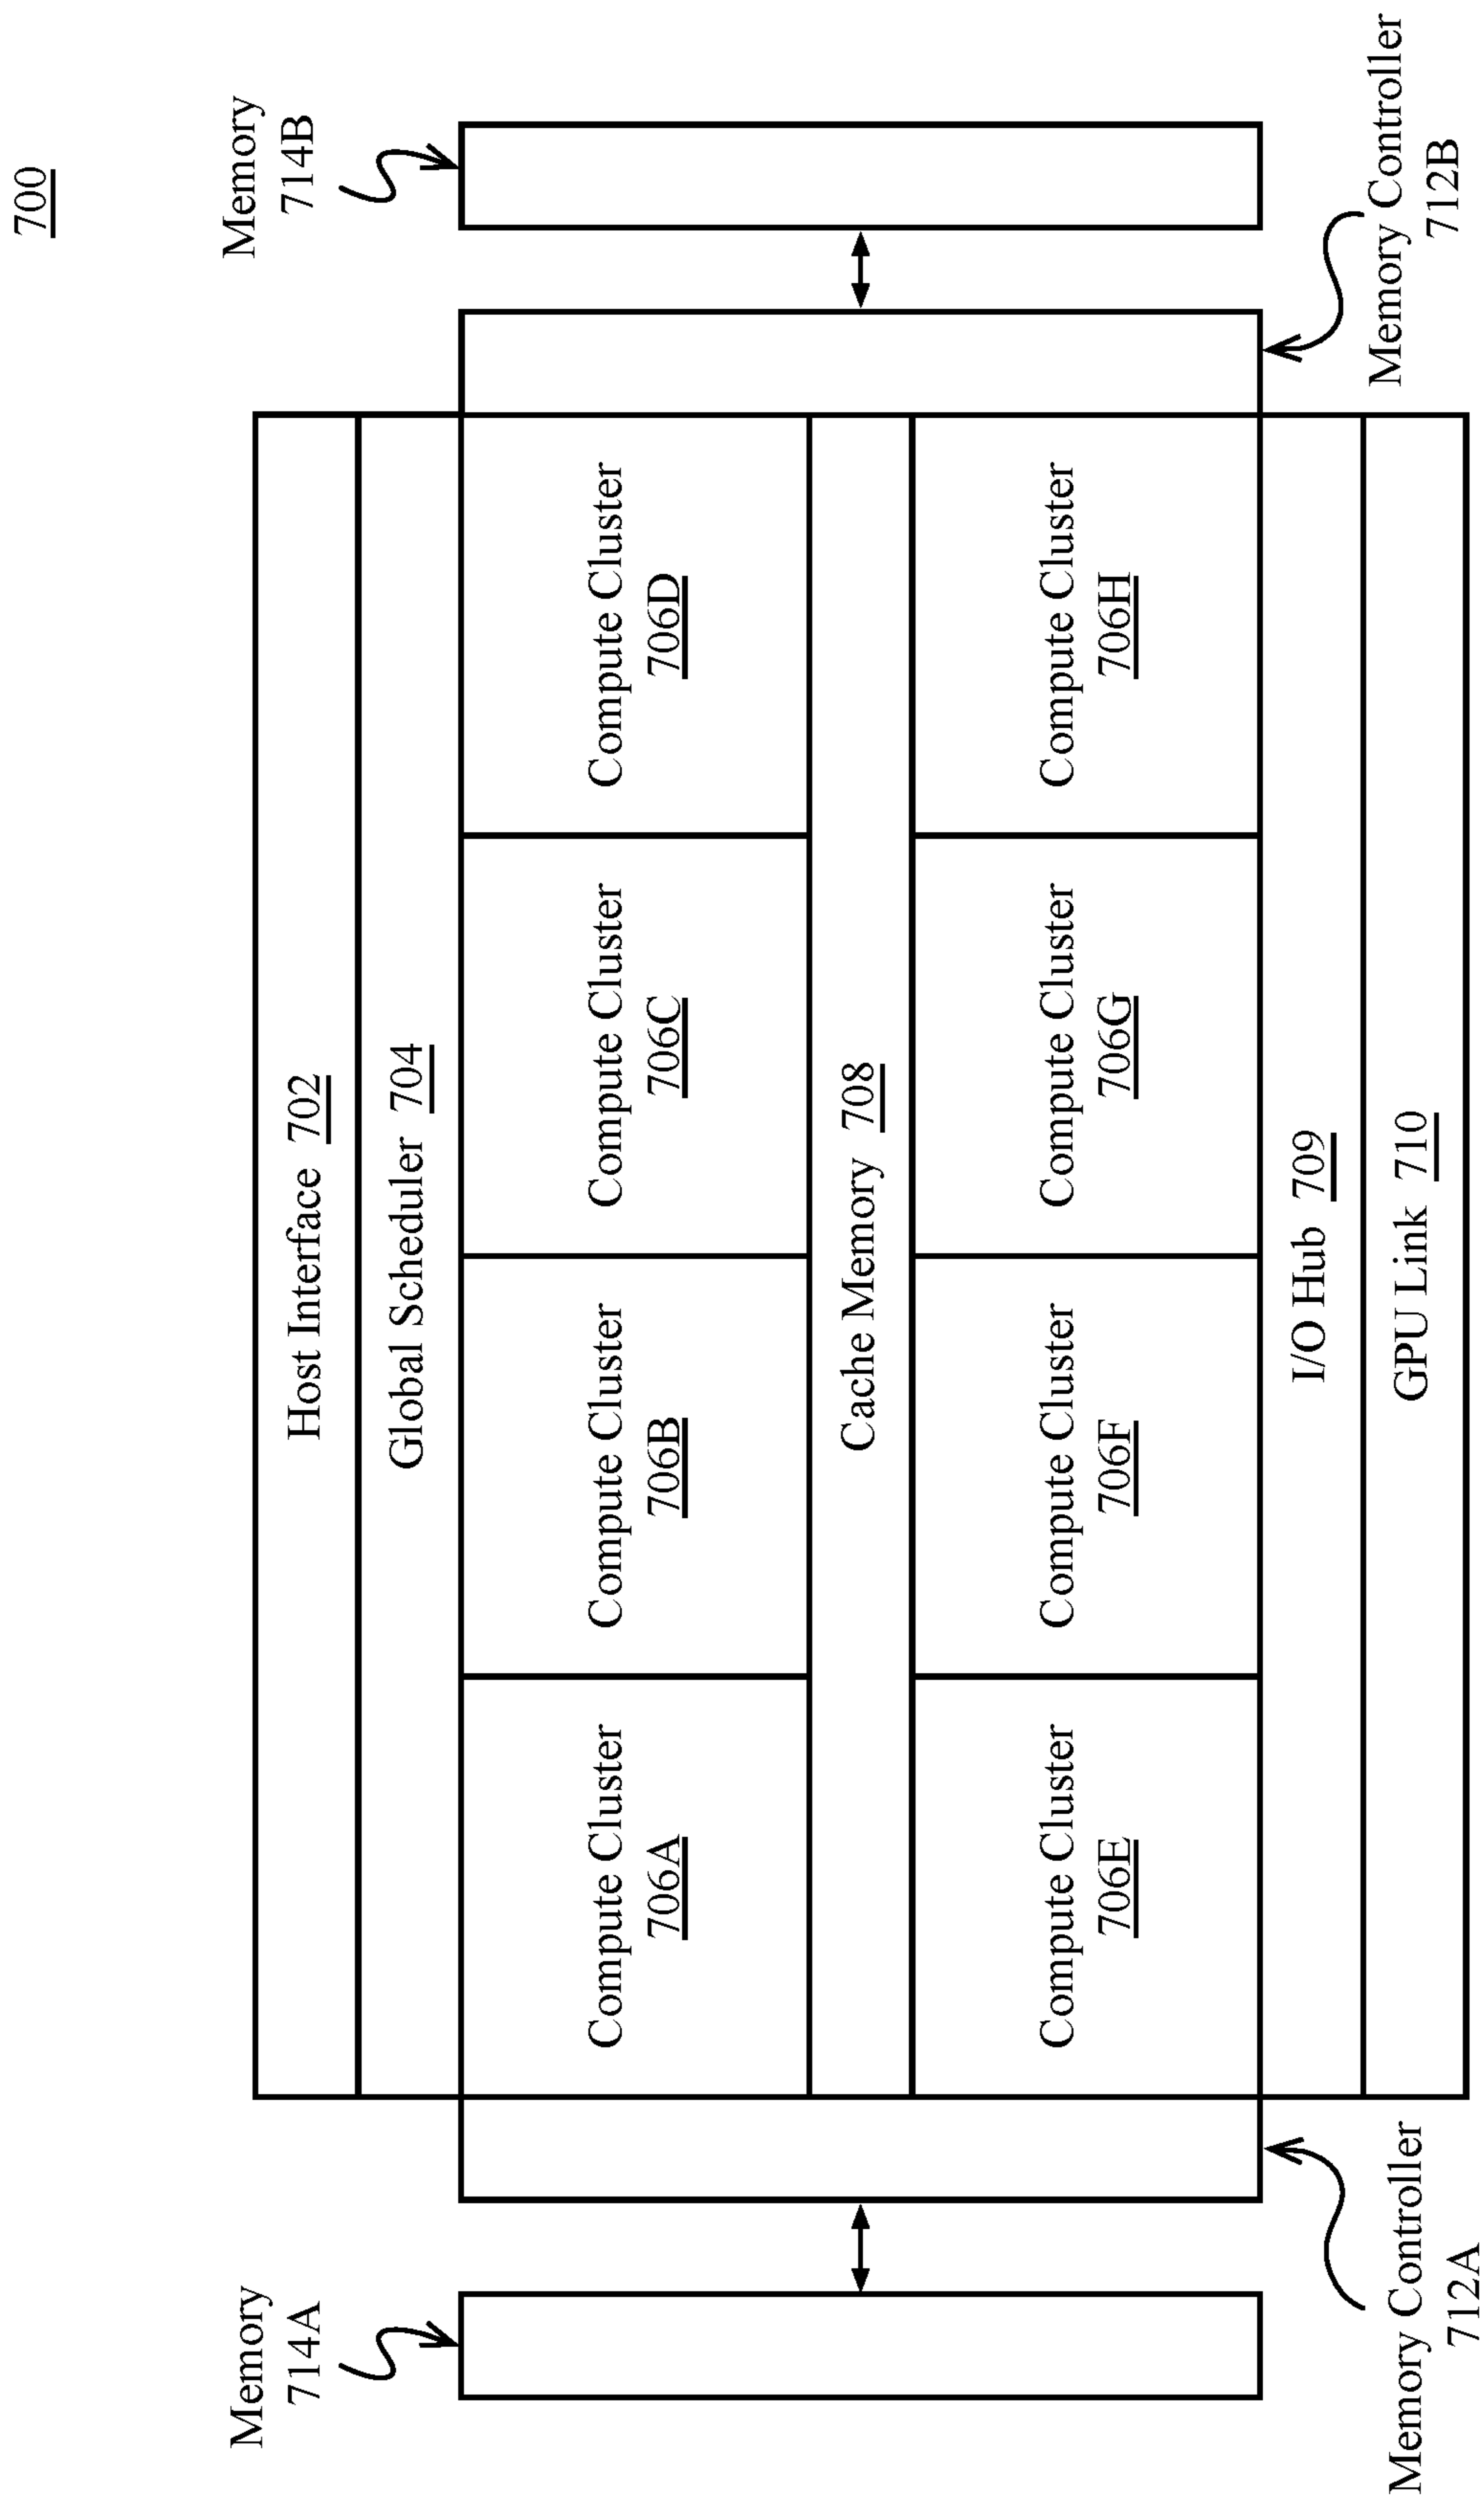 700
Memory
714B
Memory
714A
Host Interface 702
Global Scheduler 704
Compute Cluster
706A
Compute Cluster
706B
Compute Cluster
706C
Compute Cluster
706D
Cache Memory 708
Compute Cluster
706E
Compute Cluster
706F
Compute Cluster
706G
Compute Cluster
706H
I/O Hub 709
GPU Link 710
Memory Controller
712A
Memory Controller
712B